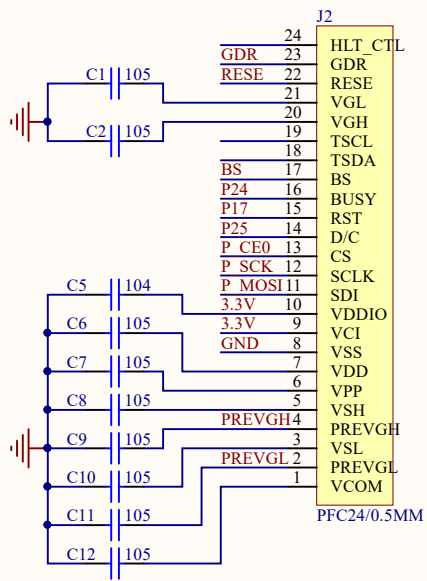 J2
24 HLT_CTL
GDR 23 GDR
RESE 22 RESE
C1 105 21 VGL
20 VGH
C2 105 19 TSCL
18 TSDA
BS 17 BS
P24 16 BUSY
P17 15 RST
P25 14 D/C
P_CE0 13 CS
P_SCK 12 SCLK
P_MOSI 11 SDI
C5 104 3.3V 10 VDDIO
C6 105 3.3V 9 VCI
GND 8 VSS
C7 105 7 VDD
6 VPP
C8 105 5 VSH
C9 105 PREVGH 4 PREVGH
3 VSL
C10 105 PREVGL 2 PREVGL
1 VCOM
C11 105 PFC24/0.5MM
C12 105